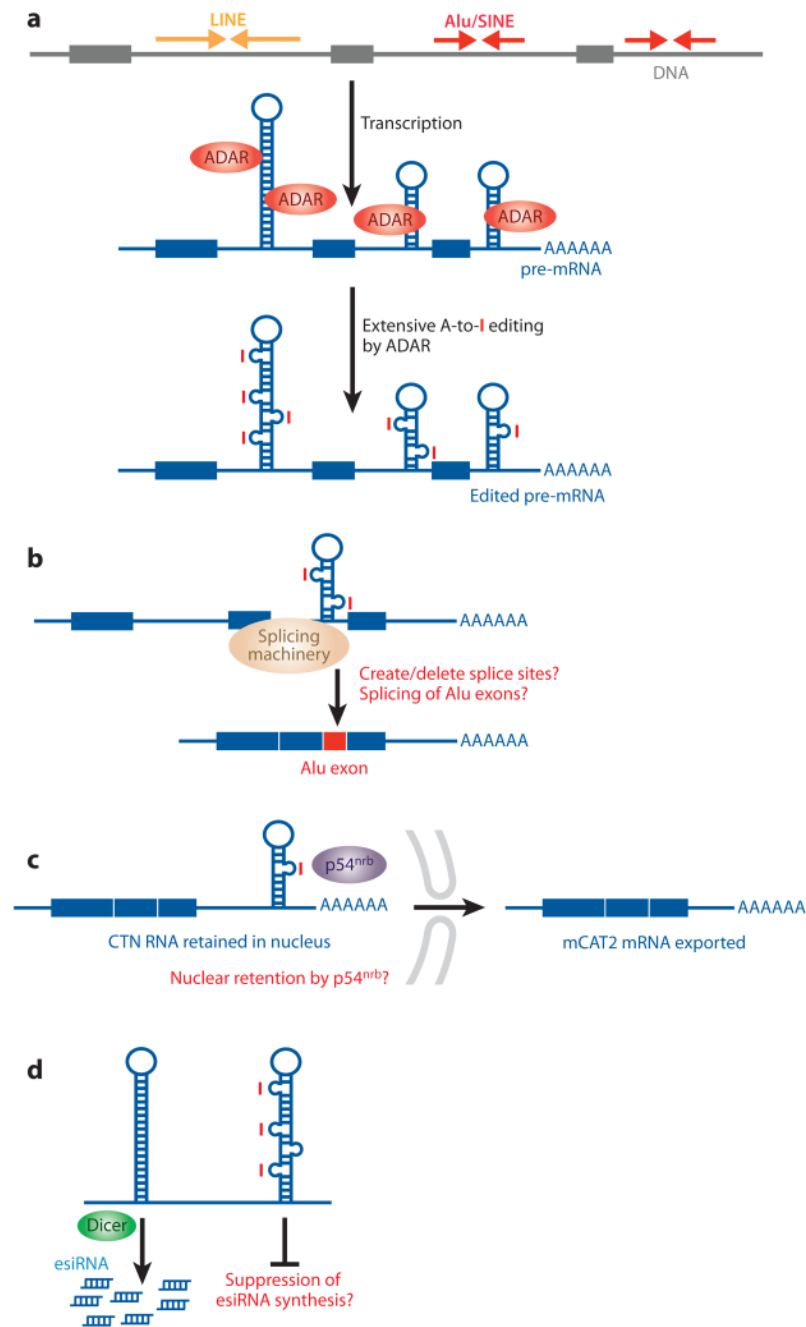 a
LINE
Alu/SINE
DNA
Transcription
ADAR
ADAR
ADAR
ADAR
AAAAAA
pre-mRNA
Extensive A-to-I editing
by ADAR
I
I
I
I
I
I
I
AAAAAA
Edited pre-mRNA
b
I
I
AAAAAA
Splicing
machinery
Create/delete splice sites?
Splicing of Alu exons?
AAAAAA
Alu exon
c
I
p54ⁿʳᵇ
AAAAAA
AAAAAA
CTN RNA retained in nucleus
mCAT2 mRNA exported
Nuclear retention by p54ⁿʳᵇ?
d
I
I
I
Dicer
esiRNA
Suppression of
esiRNA synthesis?